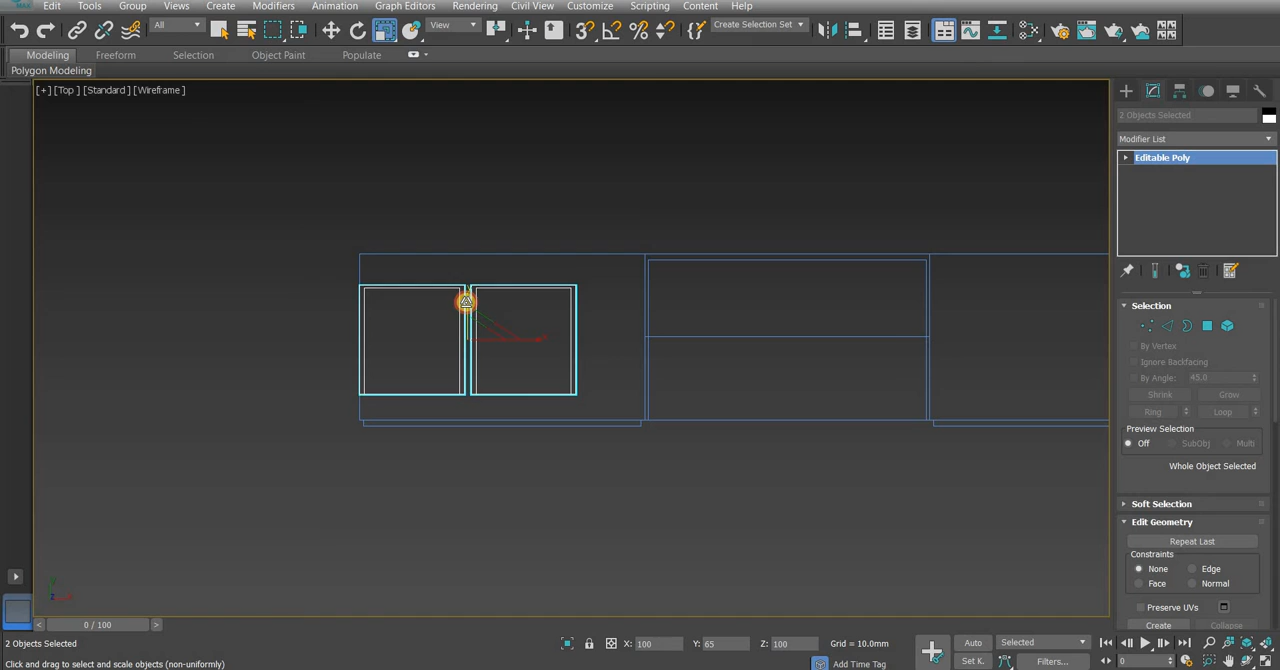 Edit Tools Group Views Create Modifiers Animation Graph Editors Rendering Civil View Customize Scripting Content Help
All View Create Selection Set
Modeling Freeform Selection Object Paint Populate
Polygon Modeling
[+] [Top ] [Standard ] [Wireframe ]
2 Objects Selected
Modifier List
Editable Poly
Selection
By Vertex
Ignore Backfacing
By Angle: 45.0
Shrink Grow
Ring Loop
Preview Selection
Off SubObj Multi
Whole Object Selected
Soft Selection
Edit Geometry
Repeat Last
Constraints
None Edge
Face Normal
Preserve UVs
Create Collapse
< 0 / 100 >
2 Objects Selected X: 100 Y: 65 Z: 100 Grid = 10.0mm Auto Selected
Click and drag to select and scale objects (non-uniformly) Add Time Tag Set K. Filters... 0